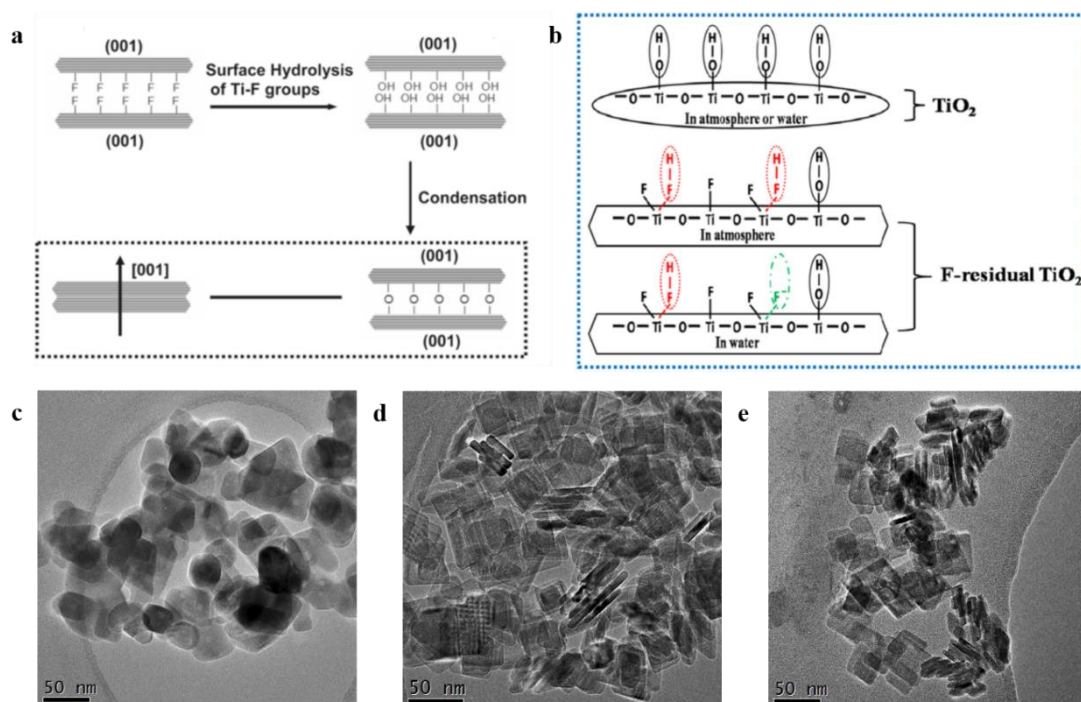 a
(001)
F F F F F
F F F F F
(001)
Surface Hydrolysis
of Ti-F groups
(001)
OH OH OH OH OH
OH OH OH OH OH
(001)
Condensation
[001]
(001)
O O O O O
(001)
b
H H H H
O O O O
—O—Ti—O—Ti—O—Ti—O—Ti—O—
In atmosphere or water
TiO₂
H H H
F F F F F O
—O—Ti—O—Ti—O—Ti—O—Ti—O—
In atmosphere
H H
F F F F F⁻ O
—O—Ti—O—Ti—O—Ti—O—Ti—O—
In water
F-residual TiO₂
c
50 nm
d
50 nm
e
50 nm